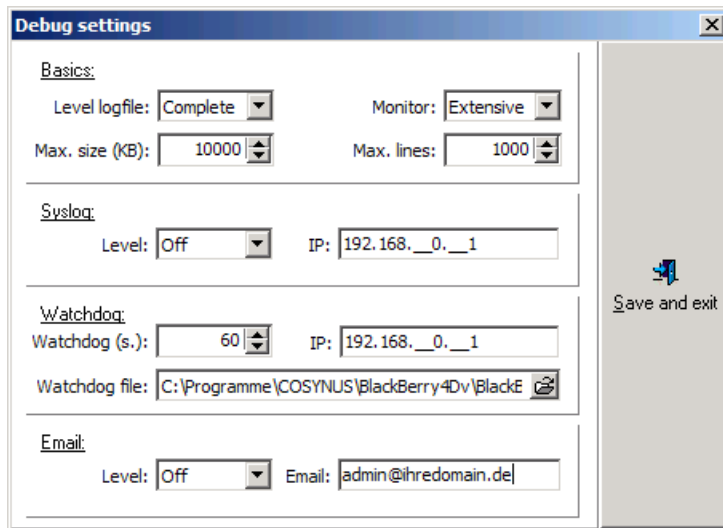 Debug settings
Basics:
Level logfile: Complete Monitor: Extensive
Max. size (KB): 10000 Max. lines: 1000
Syslog:
Level: Off IP: 192.168.__0.__1
Save and exit
Watchdog:
Watchdog (s.): 60 IP: 192.168.__0.__1
Watchdog file: C:\Programme\COSYNUS\BlackBerry4Dv\BlackE
Email:
Level: Off Email: admin@ihredomain.de